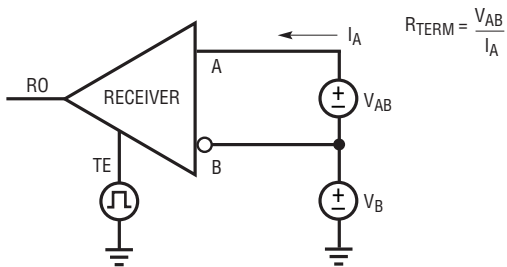 I_A
R_TERM = V_AB / I_A
A
RO
RECEIVER
+
−
V_AB
TE
B
+
−
V_B